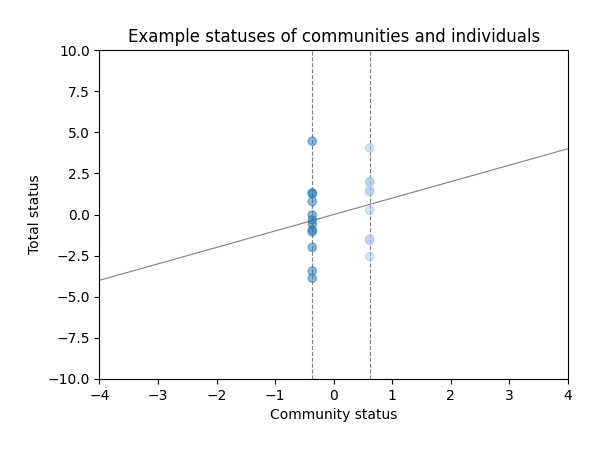 Example statuses of communities and individuals
10.0
7.5
5.0
2.5
0.0
−2.5
−5.0
−7.5
−10.0
Total status
−4 −3 −2 −1 0 1 2 3 4
Community status